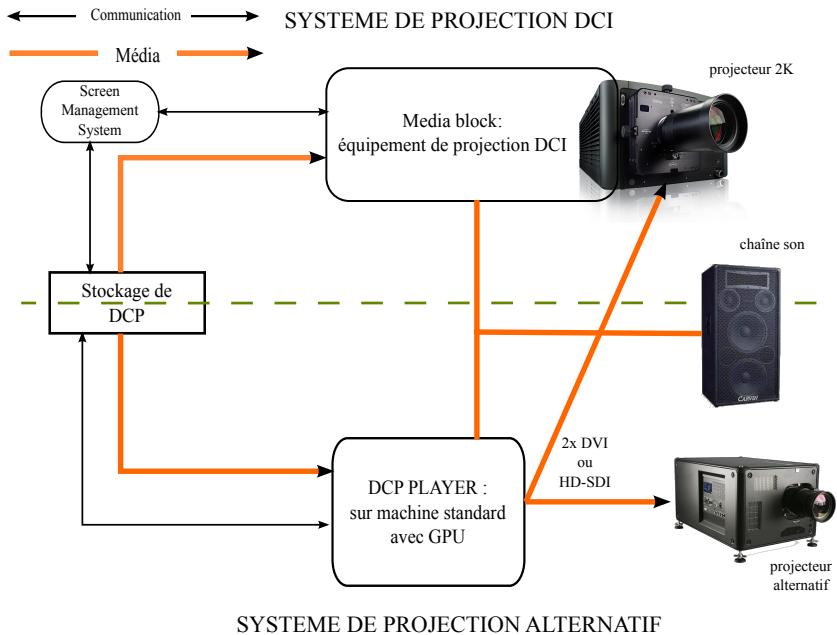 Communication
SYSTEME DE PROJECTION DCI
Média
projecteur 2K
Screen
Management
System
Media block:
équipement de projection DCI
chaîne son
Stockage de
DCP
CARVIN
2x DVI
ou
HD-SDI
DCP PLAYER :
sur machine standard
avec GPU
projecteur
alternatif
SYSTEME DE PROJECTION ALTERNATIF